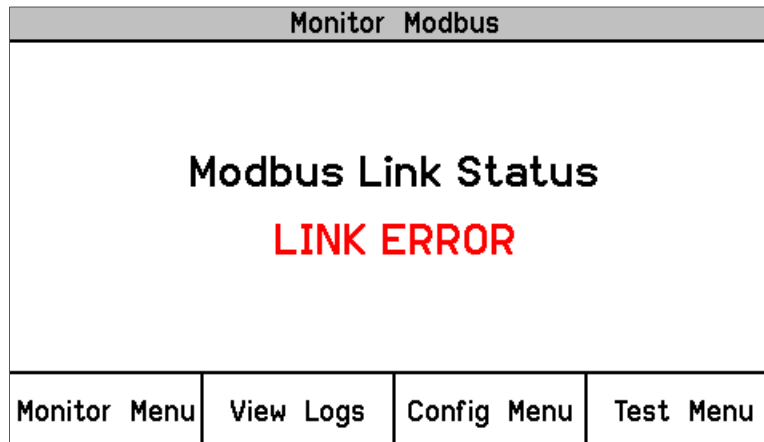 Monitor Modbus
Modbus Link Status
LINK ERROR
Monitor Menu View Logs Config Menu Test Menu